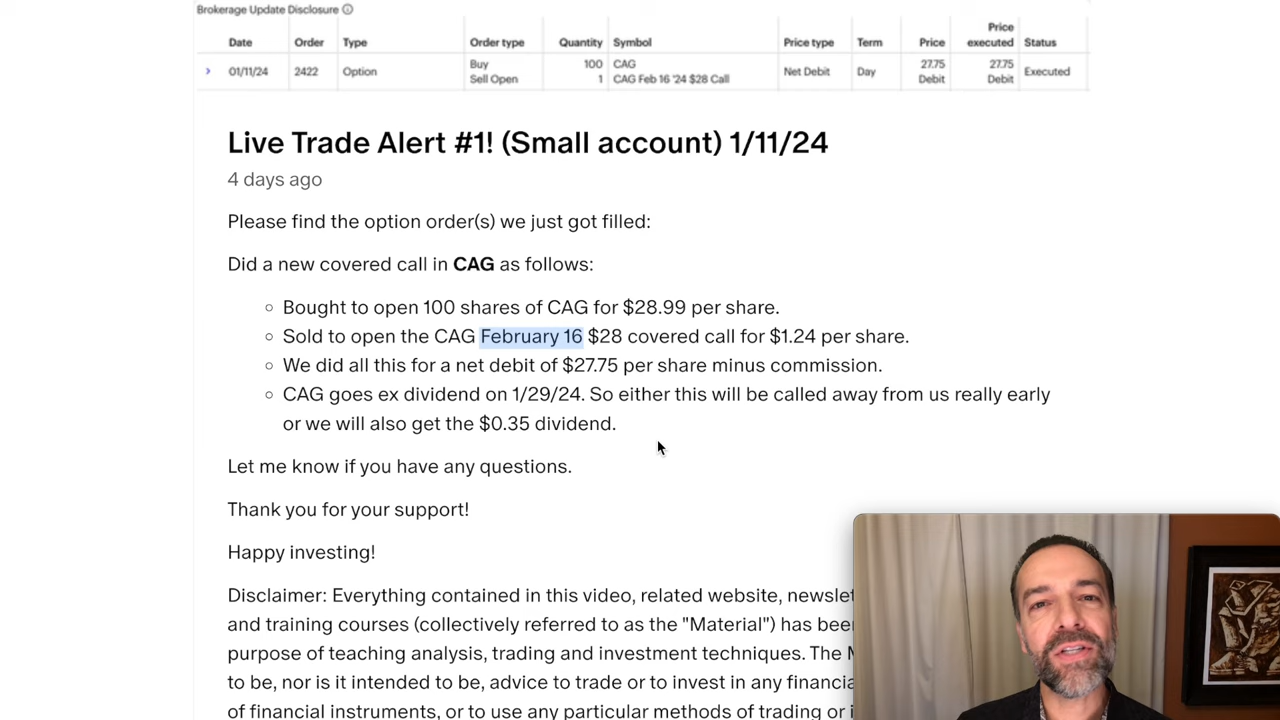 Brokerage Update Disclosure
Date Order Type Order type Quantity Symbol Price type Term Price Price executed Status
01/11/24 2422 Option Buy 100 CAG Net Debit Day 27.75 27.75 Executed
Sell Open 1 CAG Feb 16 '24 $28 Call Debit Debit
Live Trade Alert #1! (Small account) 1/11/24
4 days ago
Please find the option order(s) we just got filled:
Did a new covered call in CAG as follows:
Bought to open 100 shares of CAG for $28.99 per share.
Sold to open the CAG February 16 $28 covered call for $1.24 per share.
We did all this for a net debit of $27.75 per share minus commission.
CAG goes ex dividend on 1/29/24. So either this will be called away from us really early
or we will also get the $0.35 dividend.
Let me know if you have any questions.
Thank you for your support!
Happy investing!
Disclaimer: Everything contained in this video, related website, newslet
and training courses (collectively referred to as the "Material") has bee
purpose of teaching analysis, trading and investment techniques. The
to be, nor is it intended to be, advice to trade or to invest in any financia
of financial instruments, or to use any particular methods of trading or